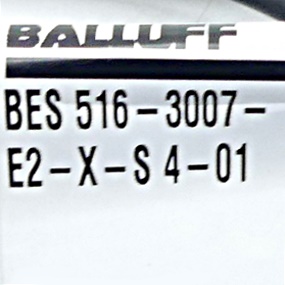 BALLUFF
BES 516-3007-
E2-X-S 4-01